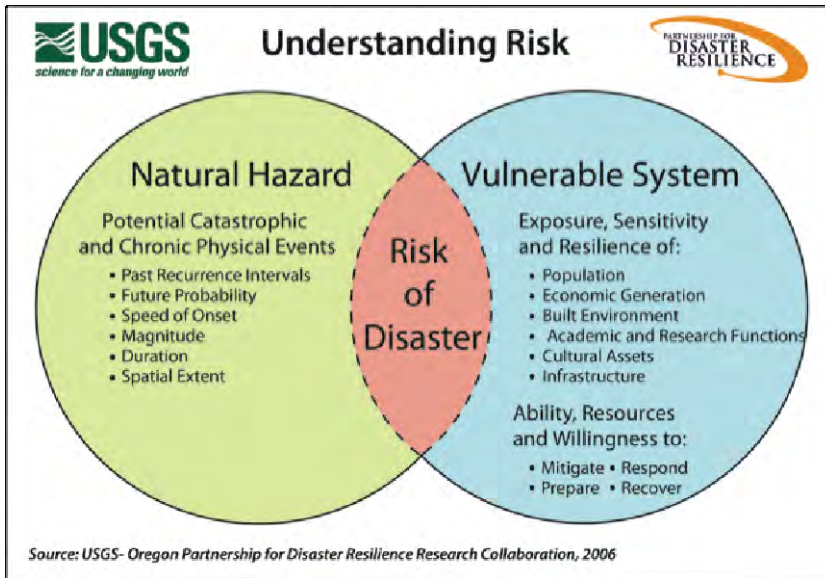 USGS
science for a changing world
Understanding Risk
PARTNERSHIP FOR
DISASTER
RESILIENCE
Natural Hazard
Potential Catastrophic
and Chronic Physical Events
• Past Recurrence Intervals
• Future Probability
• Speed of Onset
• Magnitude
• Duration
• Spatial Extent
Risk
of
Disaster
Vulnerable System
Exposure, Sensitivity
and Resilience of:
• Population
• Economic Generation
• Built Environment
• Academic and Research Functions
• Cultural Assets
• Infrastructure
Ability, Resources
and Willingness to:
• Mitigate • Respond
• Prepare • Recover
Source: USGS- Oregon Partnership for Disaster Resilience Research Collaboration, 2006